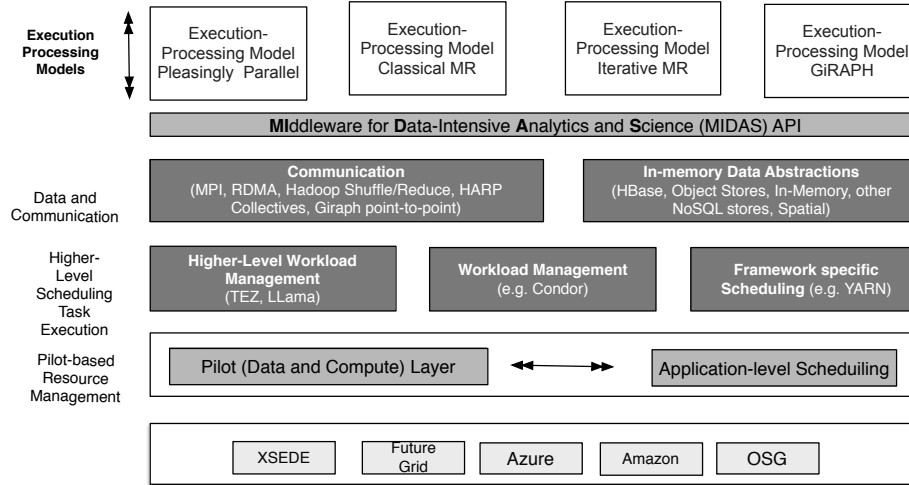 Execution
Processing
Models
Execution-
Processing Model
Pleasingly Parallel
Execution-
Processing Model
Classical MR
Execution-
Processing Model
Iterative MR
Execution-
Processing Model
GiRAPH
MIddleware for Data-Intensive Analytics and Science (MIDAS) API
Data and
Communication
Communication
(MPI, RDMA, Hadoop Shuffle/Reduce, HARP
Collectives, Giraph point-to-point)
In-memory Data Abstractions
(HBase, Object Stores, In-Memory, other
NoSQL stores, Spatial)
Higher-
Level
Scheduling
Task
Execution
Higher-Level Workload
Management
(TEZ, LLama)
Workload Management
(e.g. Condor)
Framework specific
Scheduling (e.g. YARN)
Pilot-based
Resource
Management
Pilot (Data and Compute) Layer
Application-level Scheduiling
XSEDE
Future
Grid
Azure
Amazon
OSG